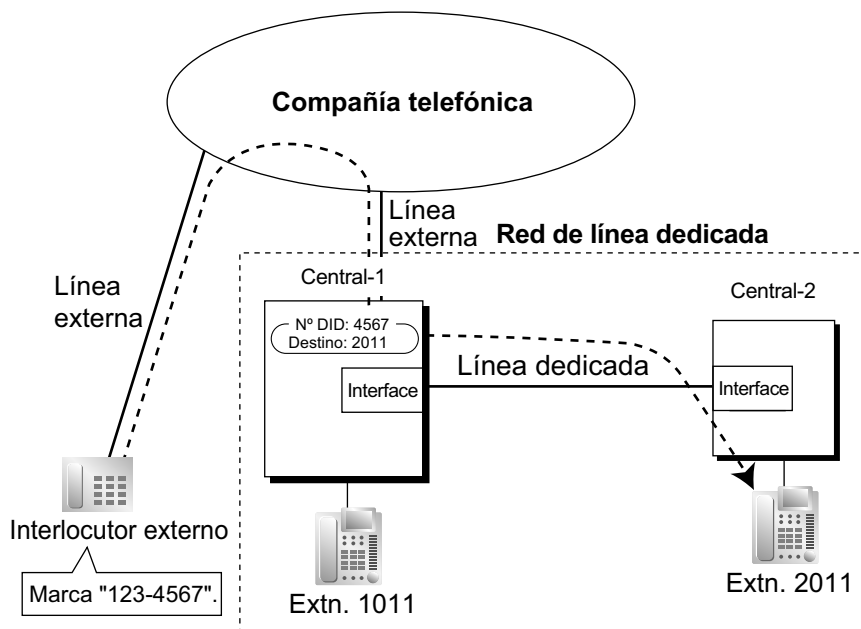 Compañía telefónica
Línea
externa
Red de línea dedicada
Línea
externa
Central-1
Central-2
Nº DID: 4567
Destino: 2011
Línea dedicada
Interface
Interface
Interlocutor externo
Marca "123-4567".
Extn. 1011
Extn. 2011